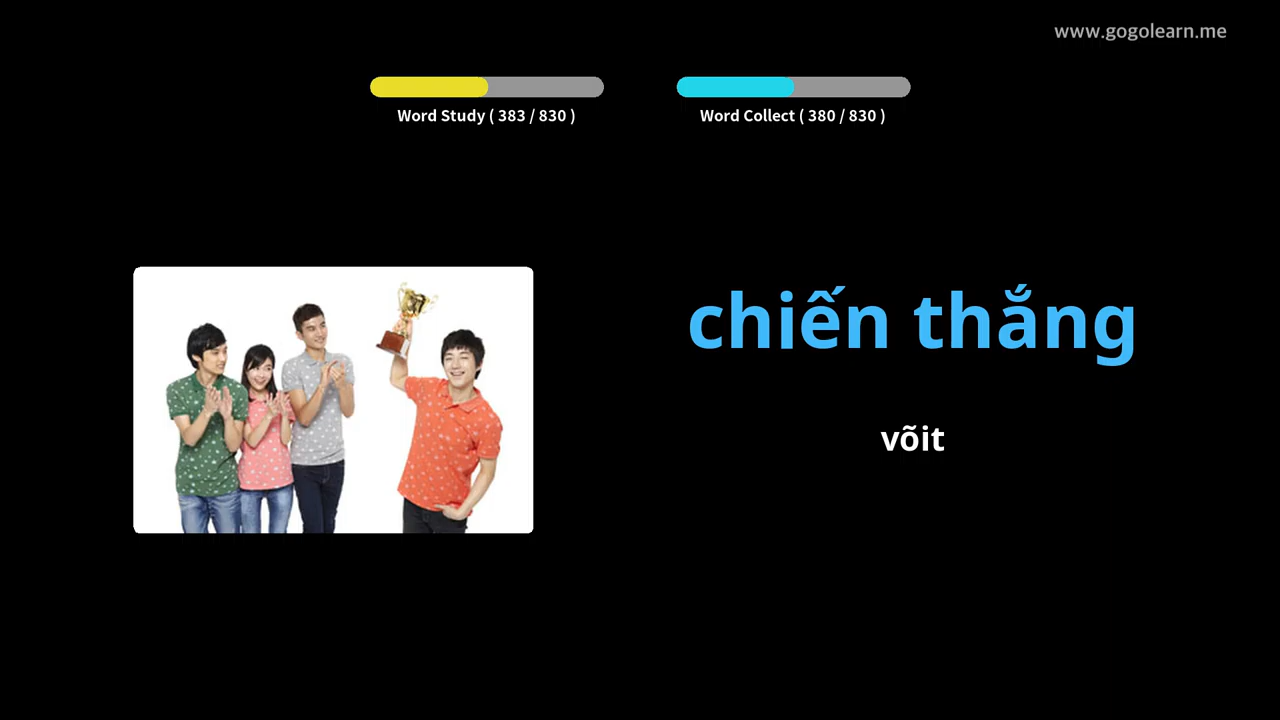 www.gogolearn.me
Word Study ( 383 / 830 )
Word Collect ( 380 / 830 )
chiến thắng
võit